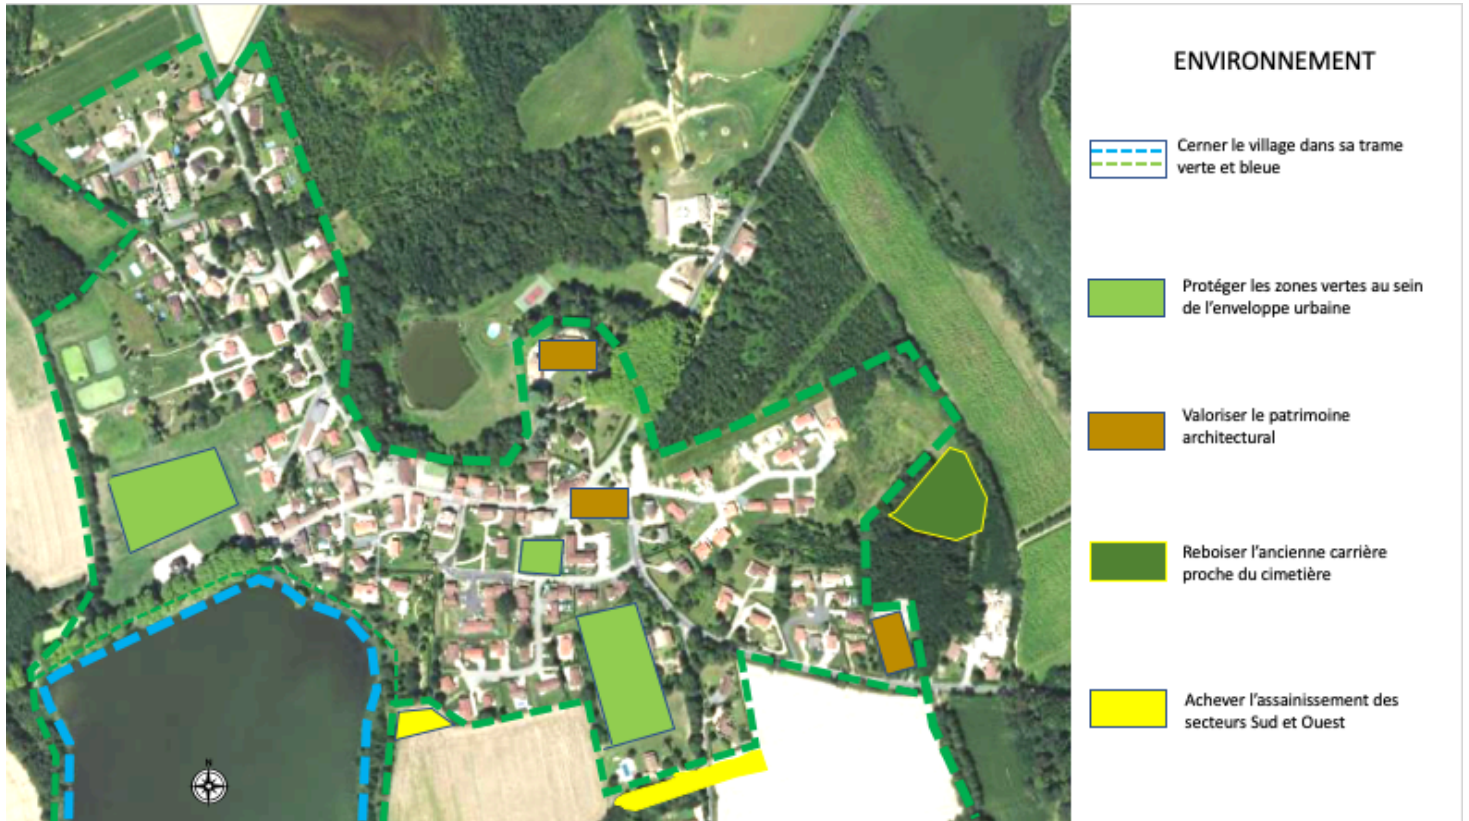 ENVIRONNEMENT
Cerner le village dans sa trame
verte et bleue
Protéger les zones vertes au sein
de l'enveloppe urbaine
Valoriser le patrimoine
architectural
Reboiser l'ancienne carrière
proche du cimetière
Achever l'assainissement des
secteurs Sud et Ouest
N